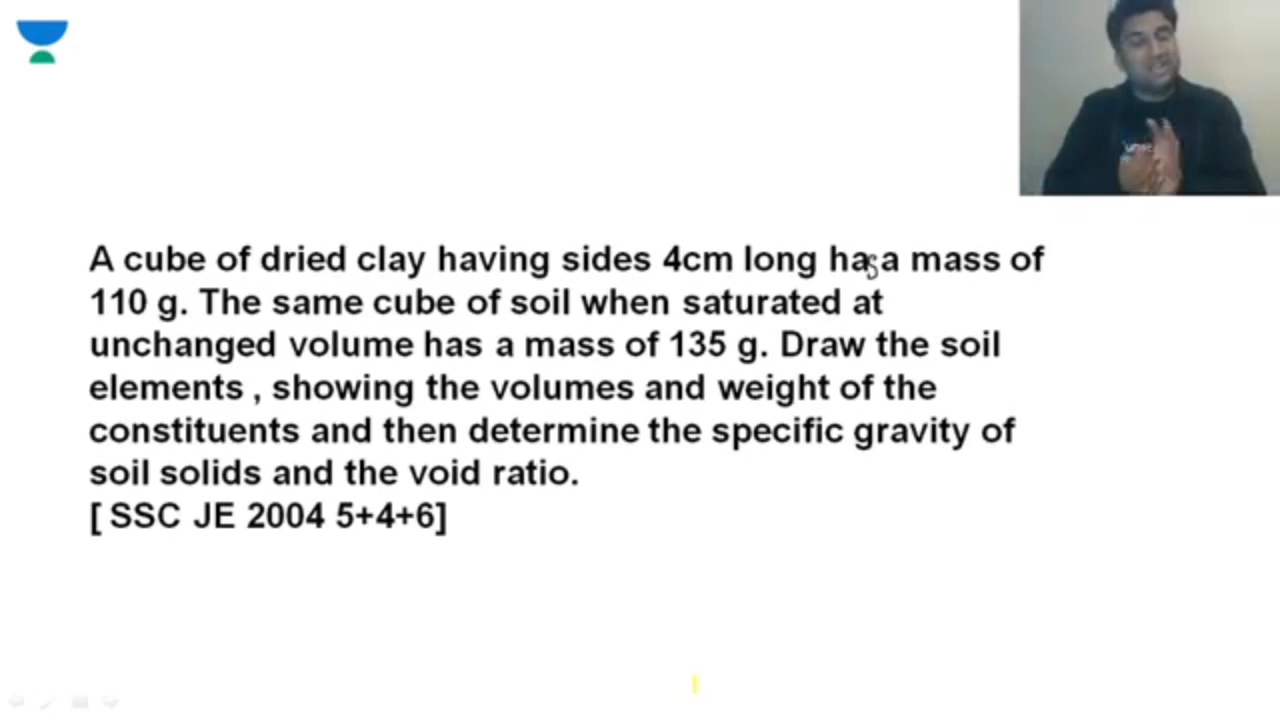 A cube of dried clay having sides 4cm long has a mass of
110 g. The same cube of soil when saturated at
unchanged volume has a mass of 135 g. Draw the soil
elements , showing the volumes and weight of the
constituents and then determine the specific gravity of
soil solids and the void ratio.
[ SSC JE 2004 5+4+6]